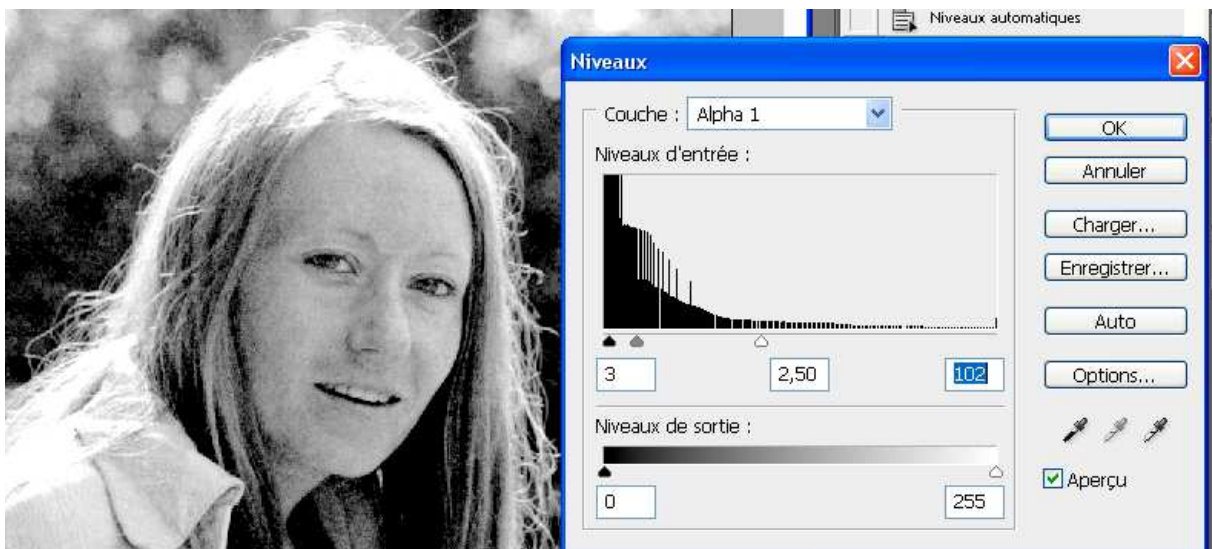 Niveaux automatiques
Niveaux
Couche : Alpha 1
OK
Niveaux d'entrée :
Annuler
Charger...
Enregistrer...
Auto
3 2,50 102
Options...
Niveaux de sortie :
Aperçu
0 255